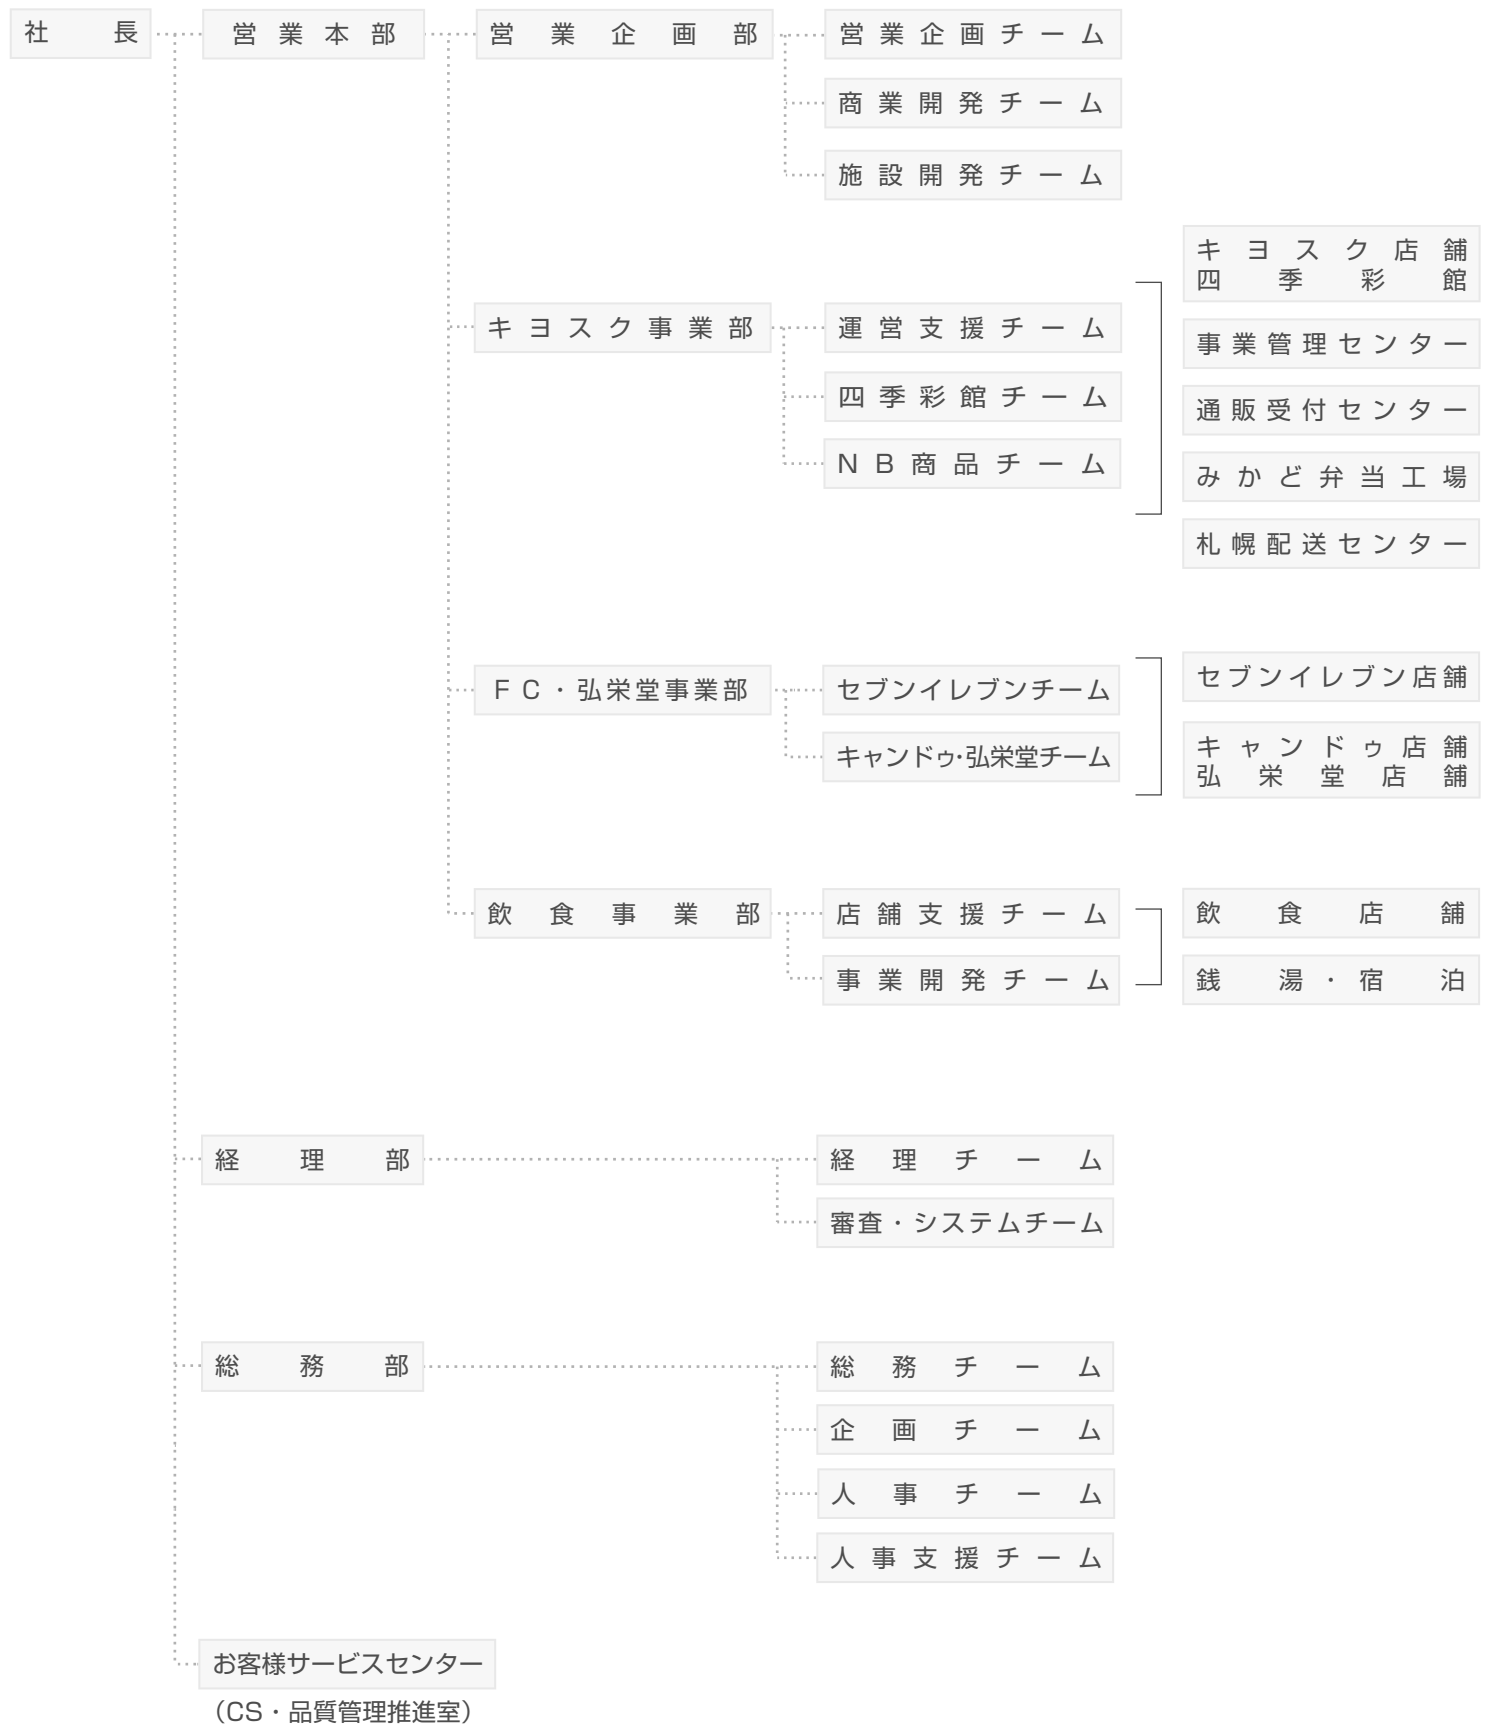 社長
営業本部
営業企画部
営業企画チーム
商業開発チーム
施設開発チーム
キヨスク事業部
運営支援チーム
四季彩館チーム
NB商品チーム
キヨスク店舗
四季彩館
事業管理センター
通販受付センター
みかど弁当工場
札幌配送センター
FC・弘栄堂事業部
セブンイレブンチーム
キャンドゥ・弘栄堂チーム
セブンイレブン店舗
キャンドゥ店舗
弘栄堂店舗
飲食事業部
店舗支援チーム
事業開発チーム
飲食店舗
銭湯・宿泊
経理部
経理チーム
審査・システムチーム
総務部
総務チーム
企画チーム
人事チーム
人事支援チーム
お客様サービスセンター
（CS・品質管理推進室）